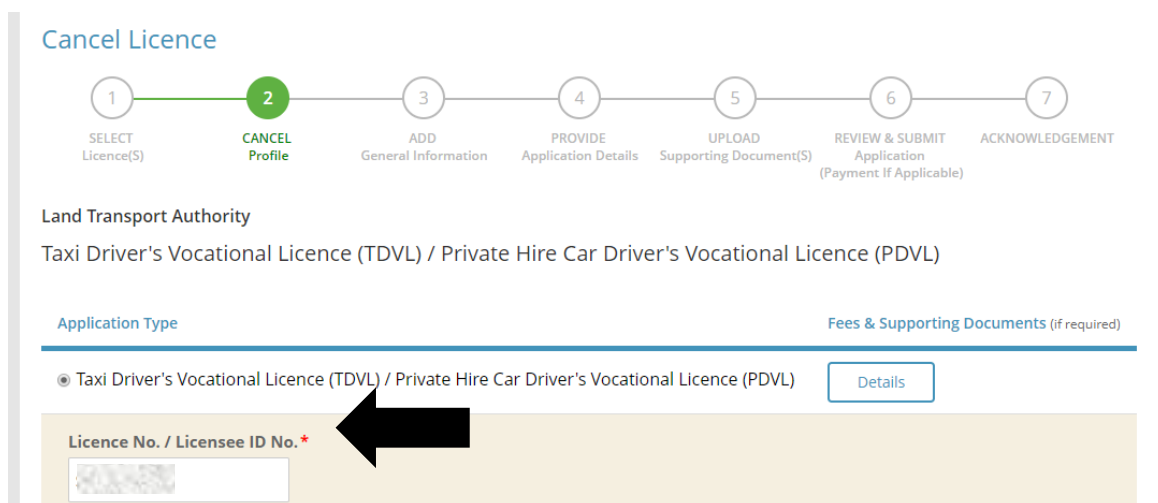 Cancel Licence
1
2
3
4
5
6
7
SELECT
Licence(S)
CANCEL
Profile
ADD
General Information
PROVIDE
Application Details
UPLOAD
Supporting Document(S)
REVIEW & SUBMIT
Application
(Payment If Applicable)
ACKNOWLEDGEMENT
Land Transport Authority
Taxi Driver's Vocational Licence (TDVL) / Private Hire Car Driver's Vocational Licence (PDVL)
Application Type
Fees & Supporting Documents (if required)
Taxi Driver's Vocational Licence (TDVL) / Private Hire Car Driver's Vocational Licence (PDVL)
Details
Licence No. / Licensee ID No.*